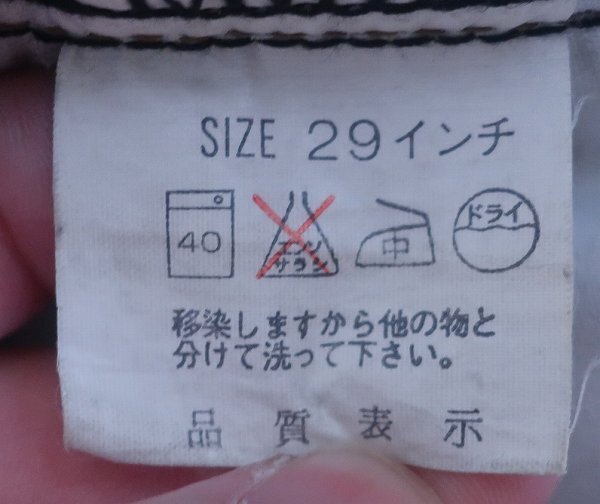 SIZE 29インチ
40 エンソ サラシ 中 ドライ
移染しますから他の物と
分けて洗って下さい。
品質表示